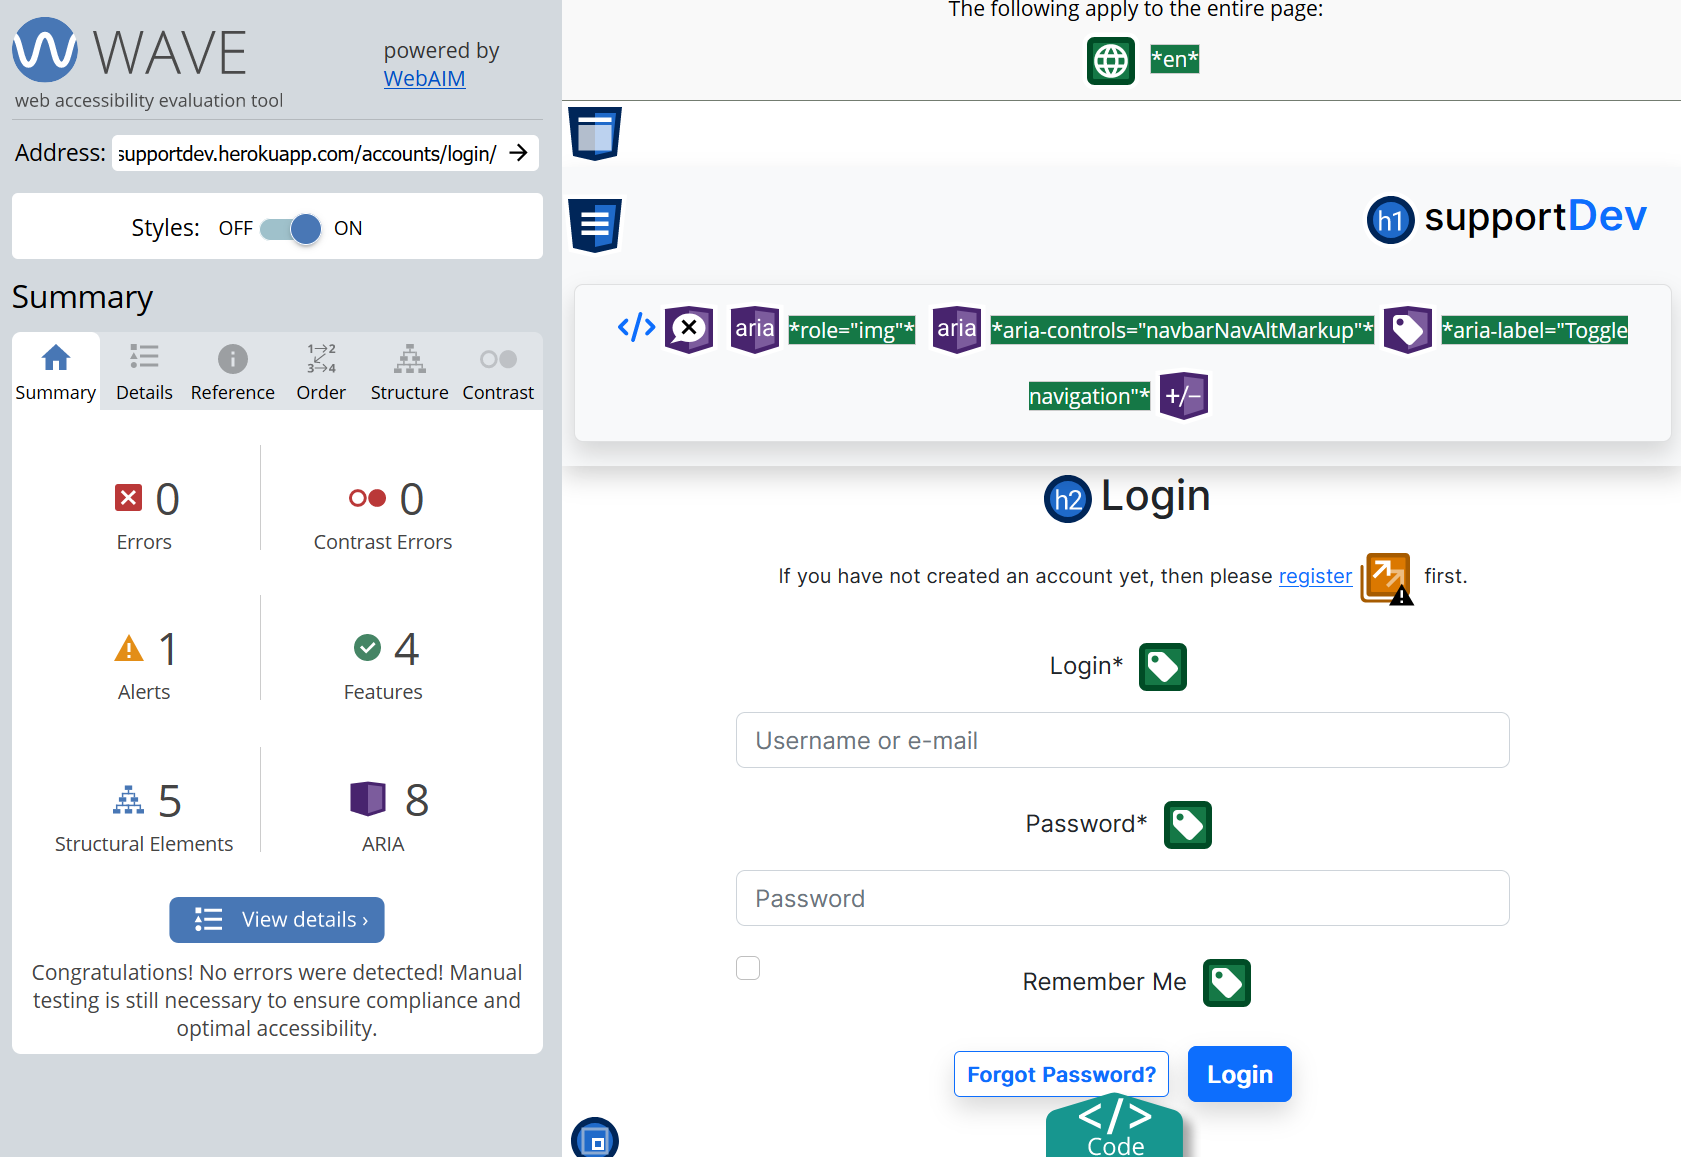 WAVE
powered by
WebAIM
web accessibility evaluation tool
Address: supportdev.herokuapp.com/accounts/login/
Styles: OFF ON
Summary
Summary Details Reference Order Structure Contrast
0 0
Errors Contrast Errors
1 4
Alerts Features
5 8
Structural Elements ARIA
View details ›
Congratulations! No errors were detected! Manual
testing is still necessary to ensure compliance and
optimal accessibility.
The following apply to the entire page:
*en*
h1 supportDev
</> aria *role="img"* aria *aria-controls="navbarNavAltMarkup"* *aria-label="Toggle
navigation"* +/-
h2 Login
If you have not created an account yet, then please register first.
Login*
Username or e-mail
Password*
Password
Remember Me
Forgot Password? Login
</>
Code